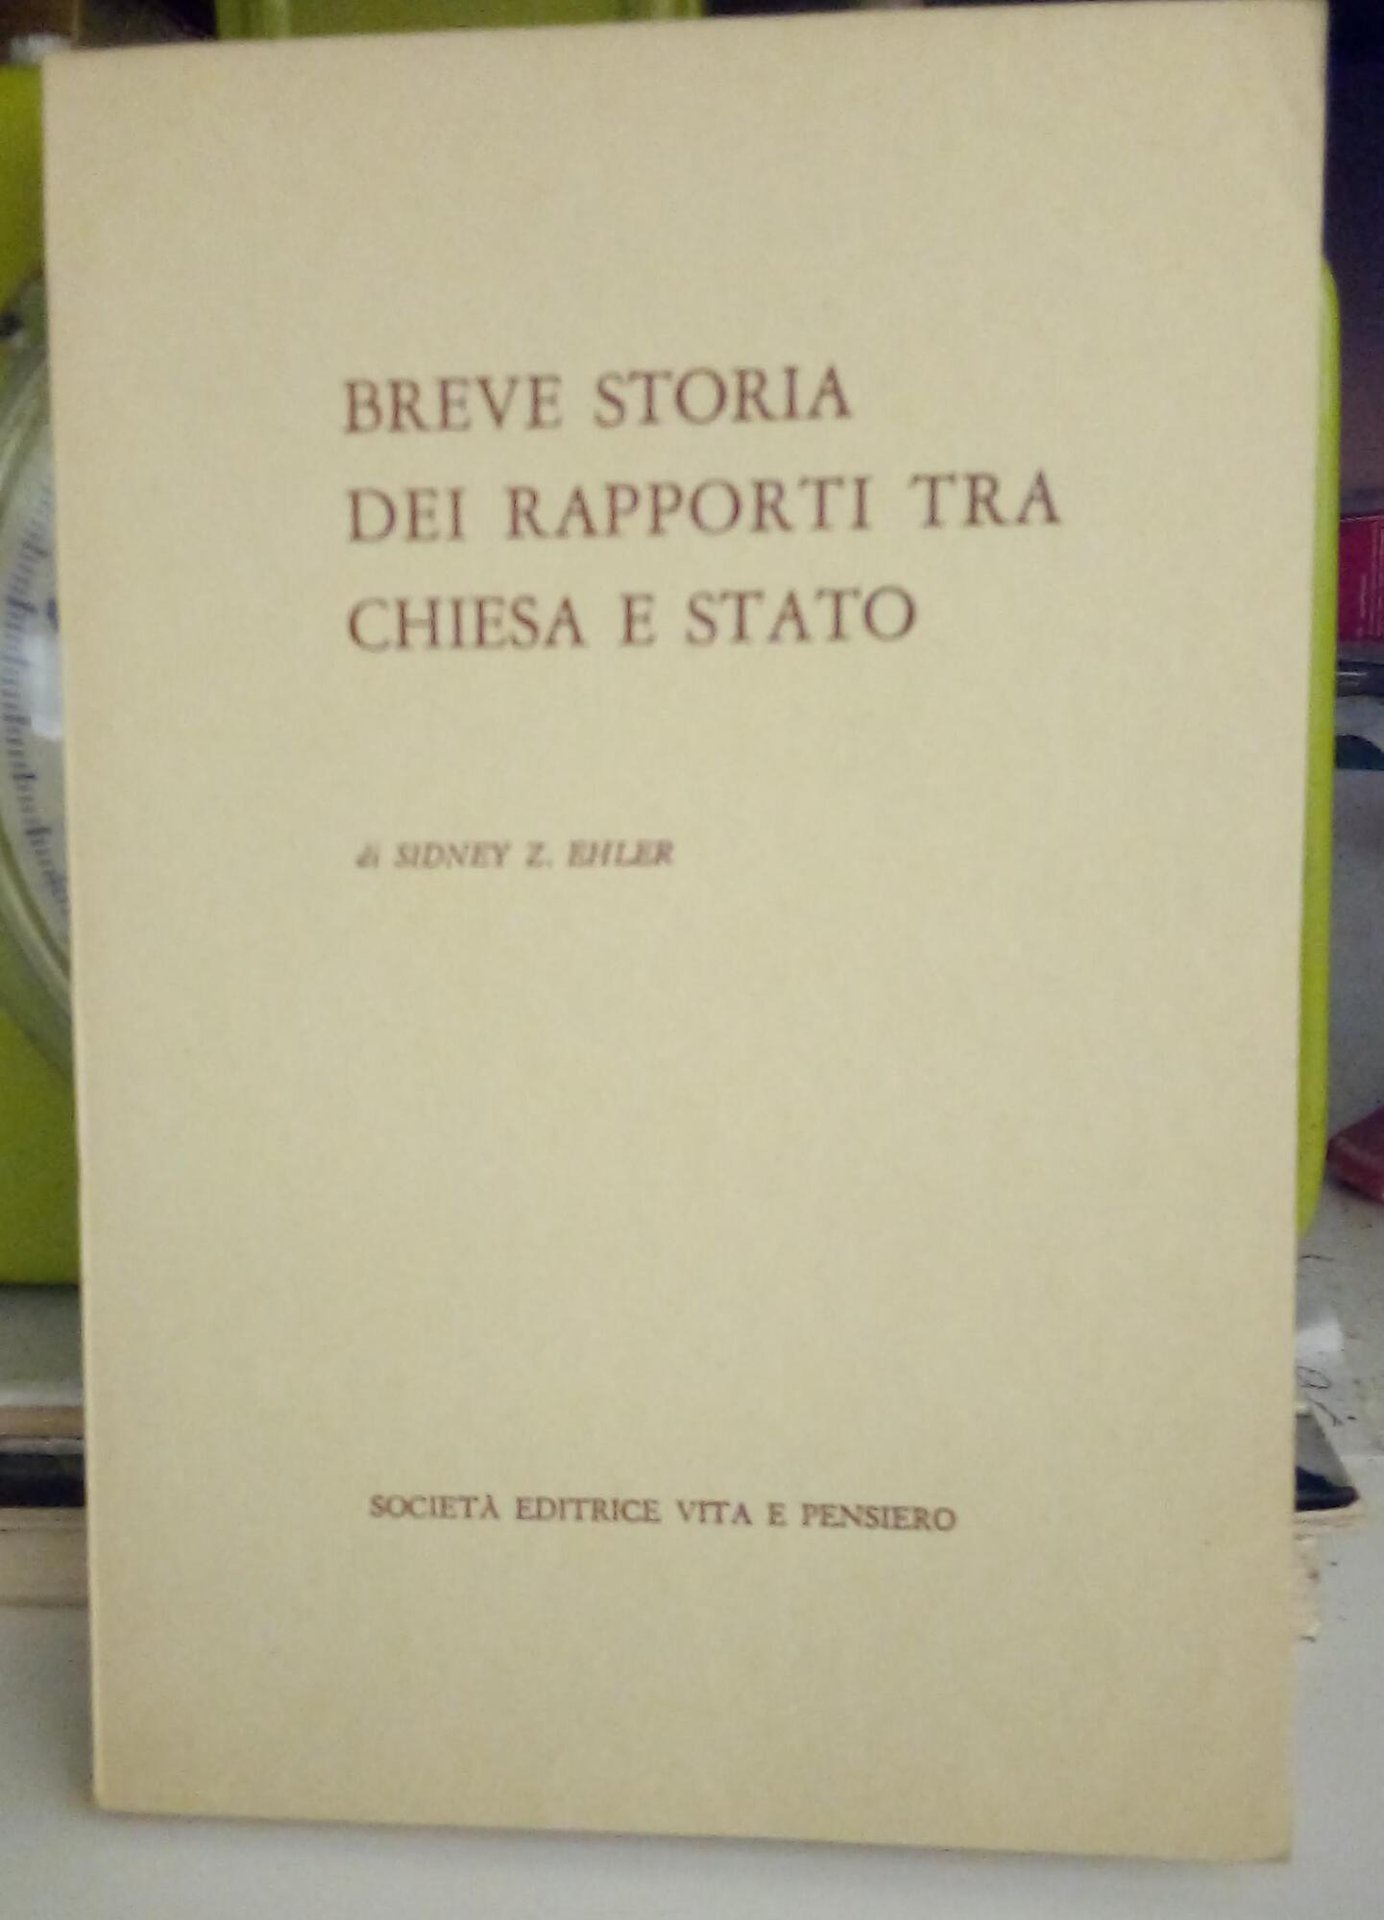 BREVE STORIA
DEI RAPPORTI TRA
CHIESA E STATO
di SIDNEY Z. EHLER
SOCIETÀ EDITRICE VITA E PENSIERO